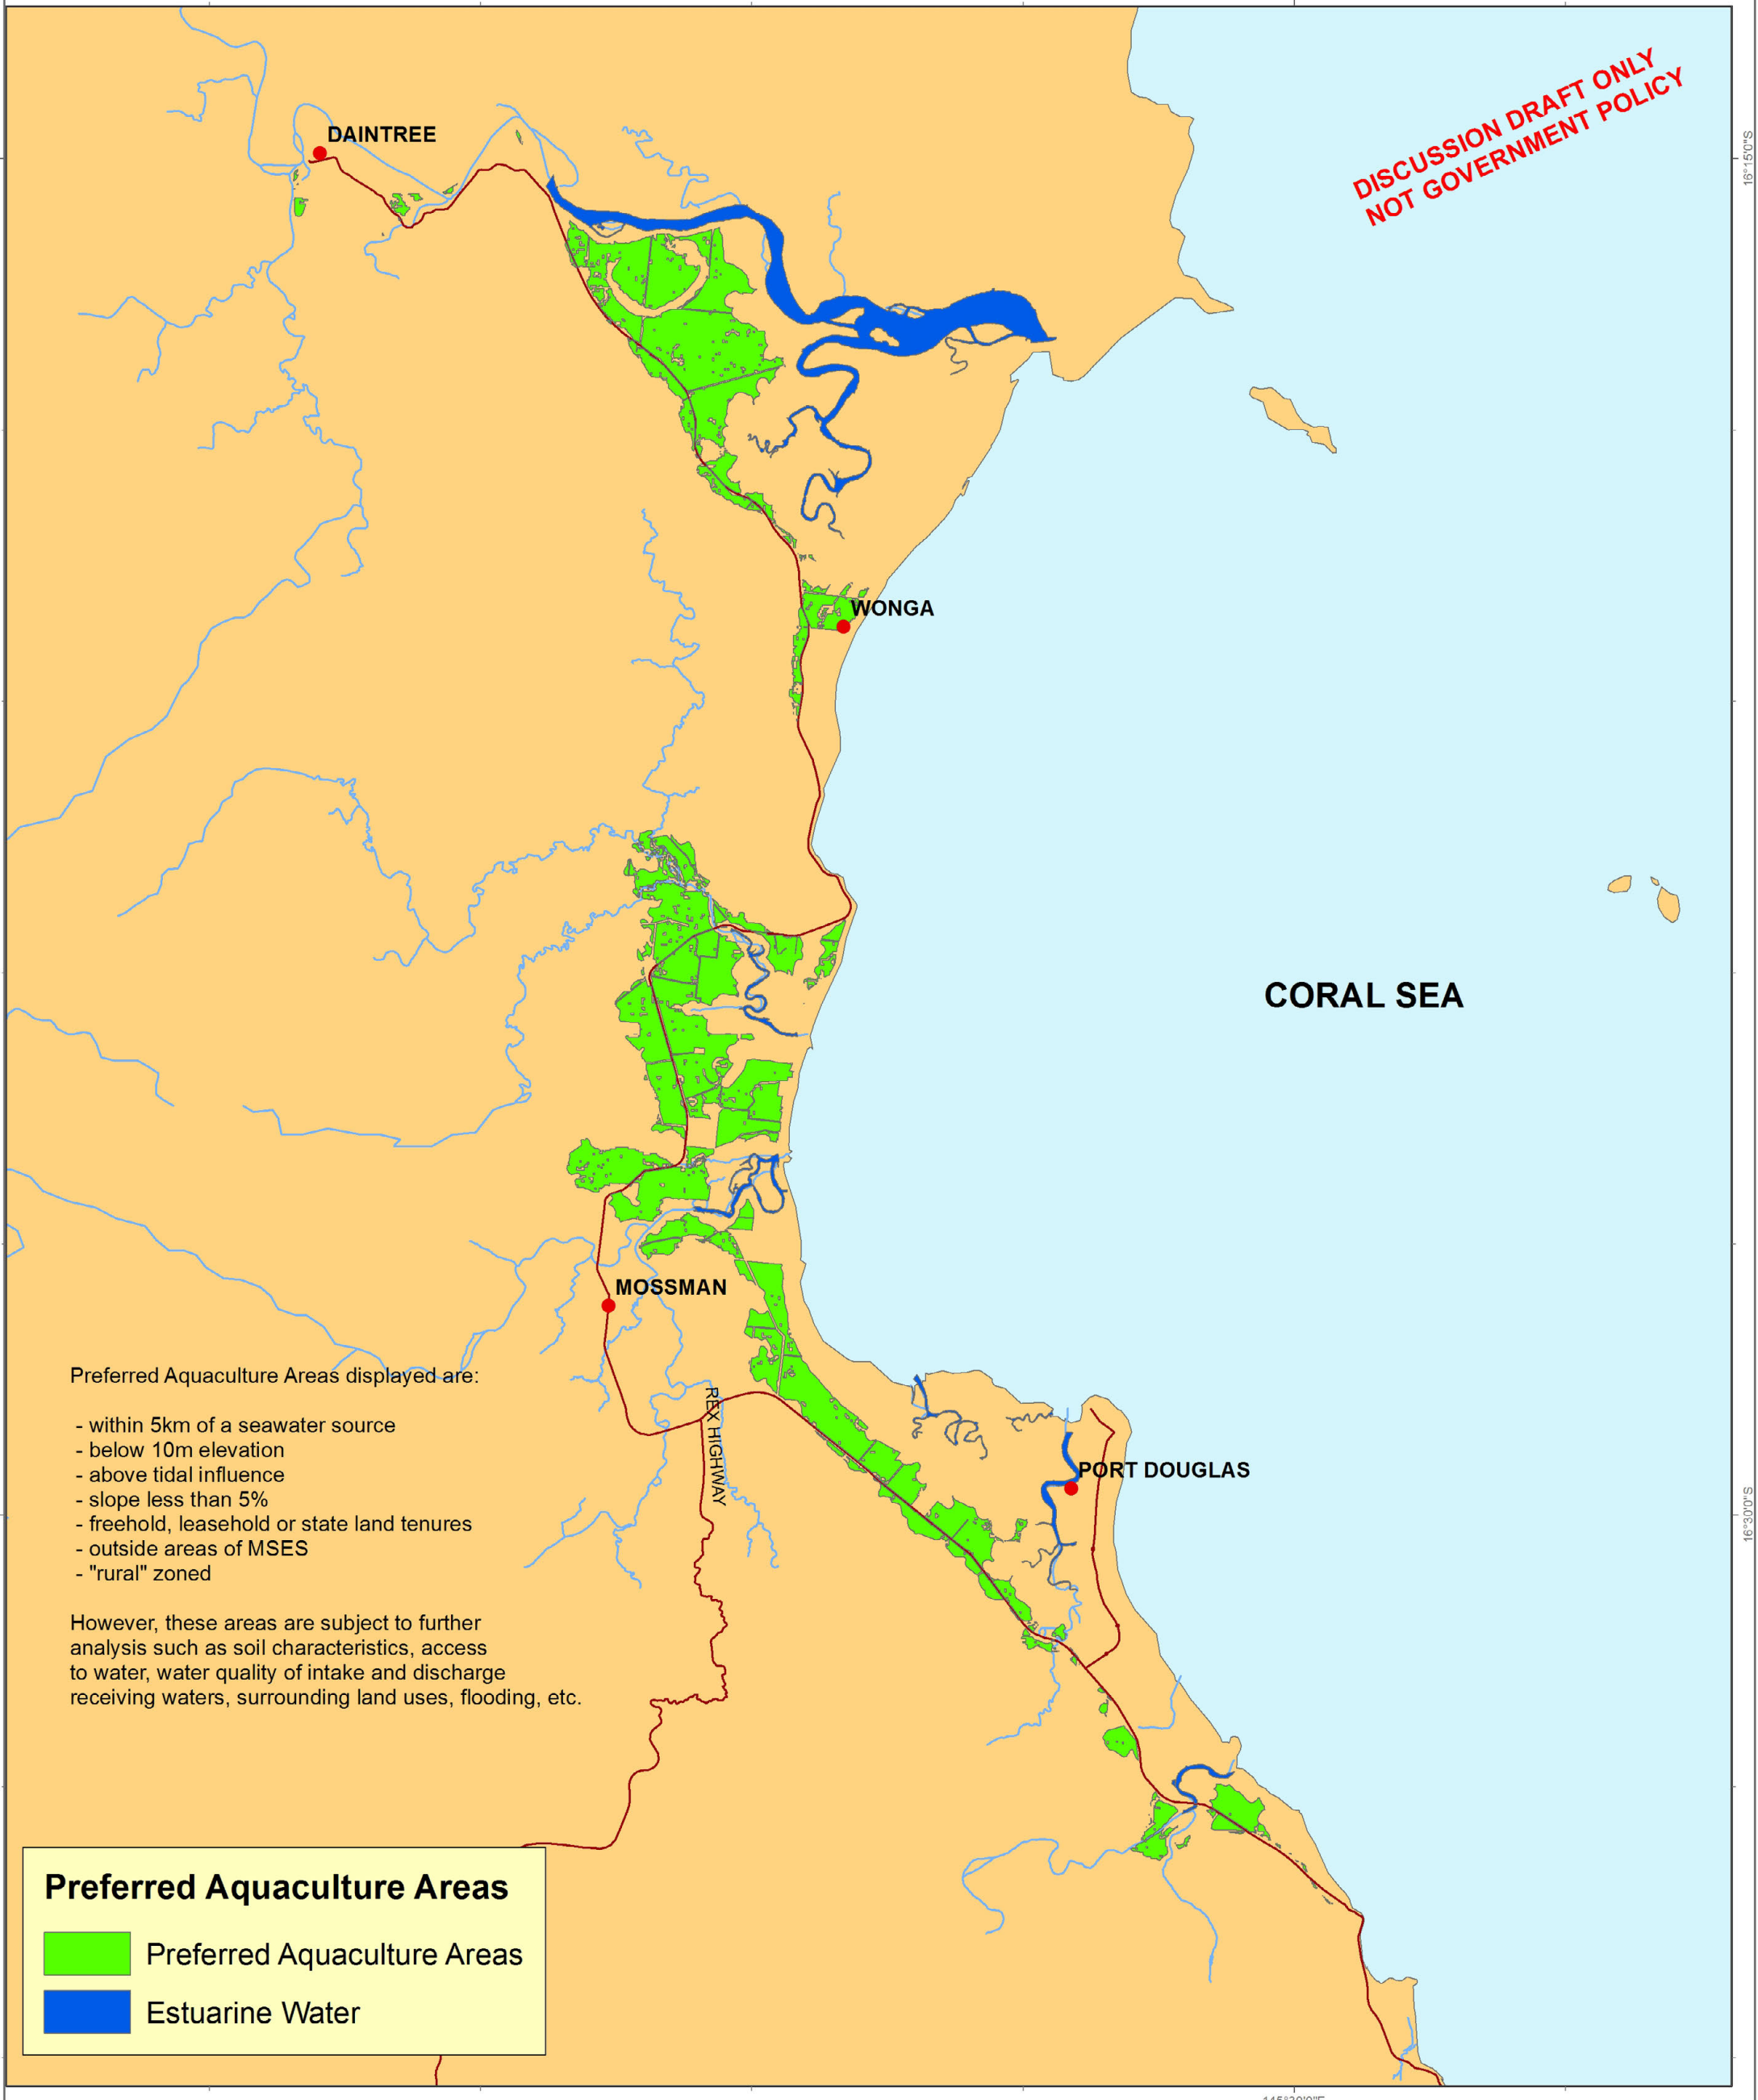 DISCUSSION DRAFT ONLY
NOT GOVERNMENT POLICY
16°15'0"S
DAINTREE
WONGA
CORAL SEA
MOSSMAN
REX HIGHWAY
PORT DOUGLAS
16°30'0"S
Preferred Aquaculture Areas displayed are:
- within 5km of a seawater source
- below 10m elevation
- above tidal influence
- slope less than 5%
- freehold, leasehold or state land tenures
- outside areas of MSES
- "rural" zoned
However, these areas are subject to further
analysis such as soil characteristics, access
to water, water quality of intake and discharge
receiving waters, surrounding land uses, flooding, etc.
Preferred Aquaculture Areas
Preferred Aquaculture Areas
Estuarine Water